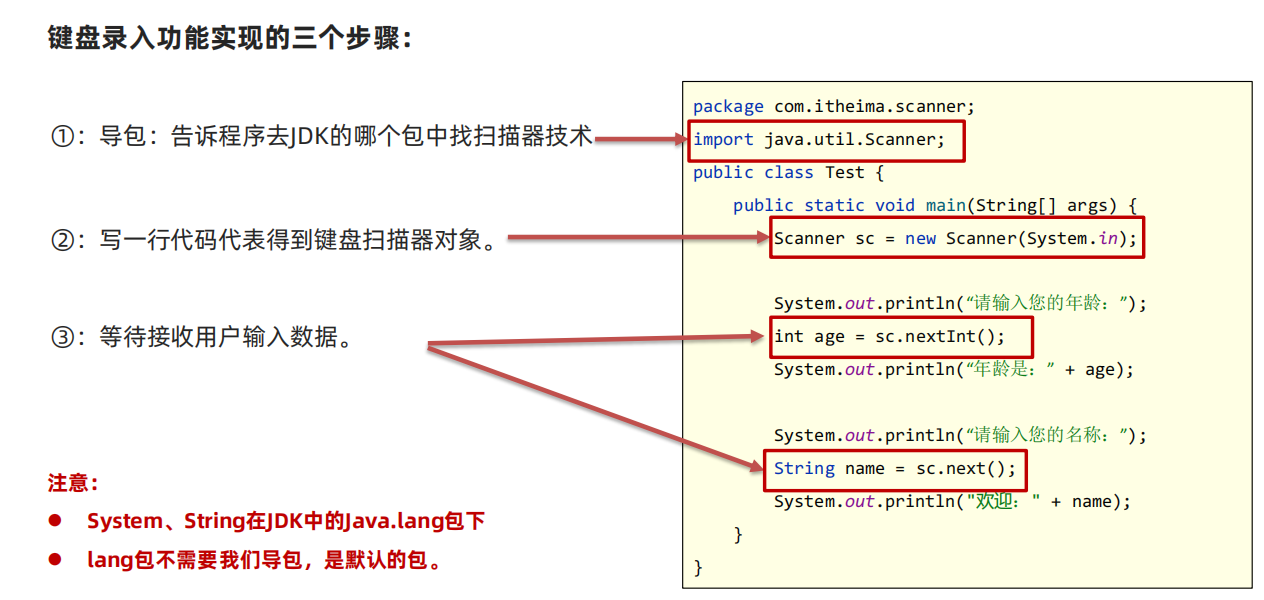 键盘录入功能实现的三个步骤：
①：导包：告诉程序去JDK的哪个包中找扫描器技术
②：写一行代码代表得到键盘扫描器对象。
③：等待接收用户输入数据。
注意：
● System、String在JDK中的Java.lang包下
● lang包不需要我们导包，是默认的包。
package com.itheima.scanner;
import java.util.Scanner;
public class Test {
    public static void main(String[] args) {
        Scanner sc = new Scanner(System.in);
        System.out.println(“请输入您的年龄：”);
        int age = sc.nextInt();
        System.out.println(“年龄是：” + age);
        System.out.println(“请输入您的名称：”);
        String name = sc.next();
        System.out.println("欢迎：" + name);
    }
}